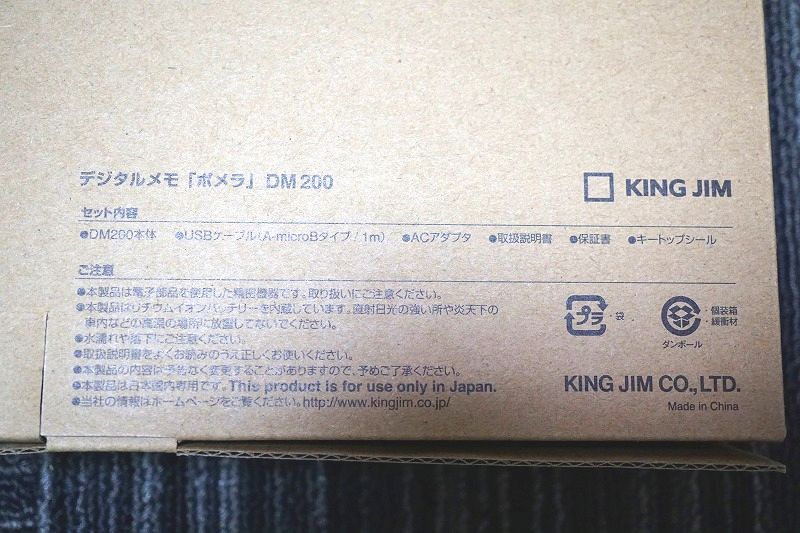 デジタルメモ「ポメラ」 DM200
KING JIM
セット内容
●DM200本体 ●USBケーブル(A-microBタイプ/1m) ●ACアダプタ ●取扱説明書 ●保証書 ●キートップシール
ご注意
●本製品は電子部品を使用した精密機器です。取り扱いにご注意ください。
●本製品はリチウムイオンバッテリーを内蔵しています。直射日光の強い所や炎天下の
車内などの高温の場所に放置してないでください。
●水濡れや落下にご注意ください。
●取扱説明書をよくお読みのうえ正しくお使いください。
●本製品の内容は予告なく変更することがありますので、予めご了承ください。
●本製品は日本国内専用です。This product is for use only in Japan.
●当社の情報はホームページをご覧ください。http://www.kingjim.co.jp/
プラ ・袋
・個装箱
・緩衝材
ダンボール
KING JIM CO.,LTD.
Made in China